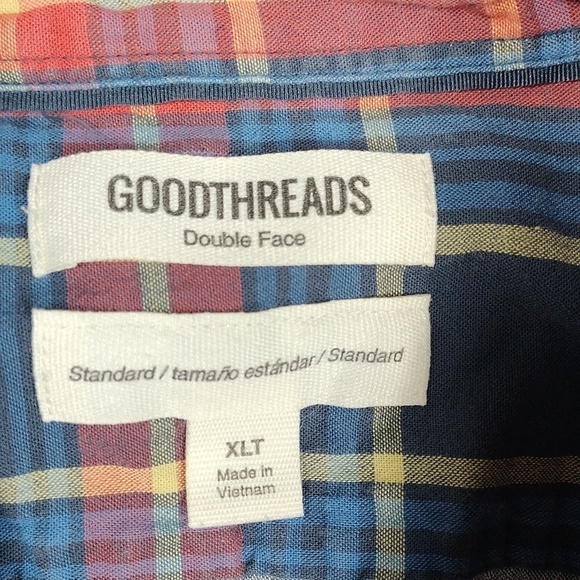 GOODTHREADS
Double Face
Standard / tamaño estándar / Standard
XLT
Made in
Vietnam